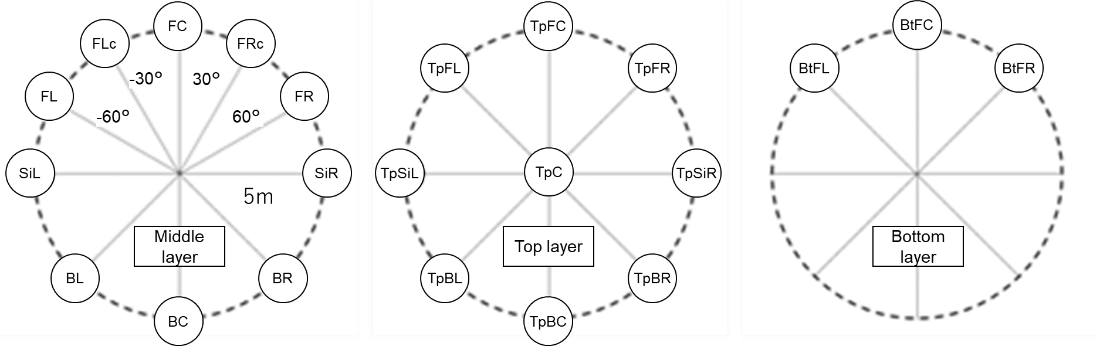 FC
FLc
FRc
-30°
30°
FL
FR
-60°
60°
SiL
SiR
5m
Middle
layer
BL
BR
BC
TpFC
TpFL
TpFR
TpSiL
TpC
TpSiR
Top layer
TpBL
TpBR
TpBC
BtFC
BtFL
BtFR
Bottom
layer